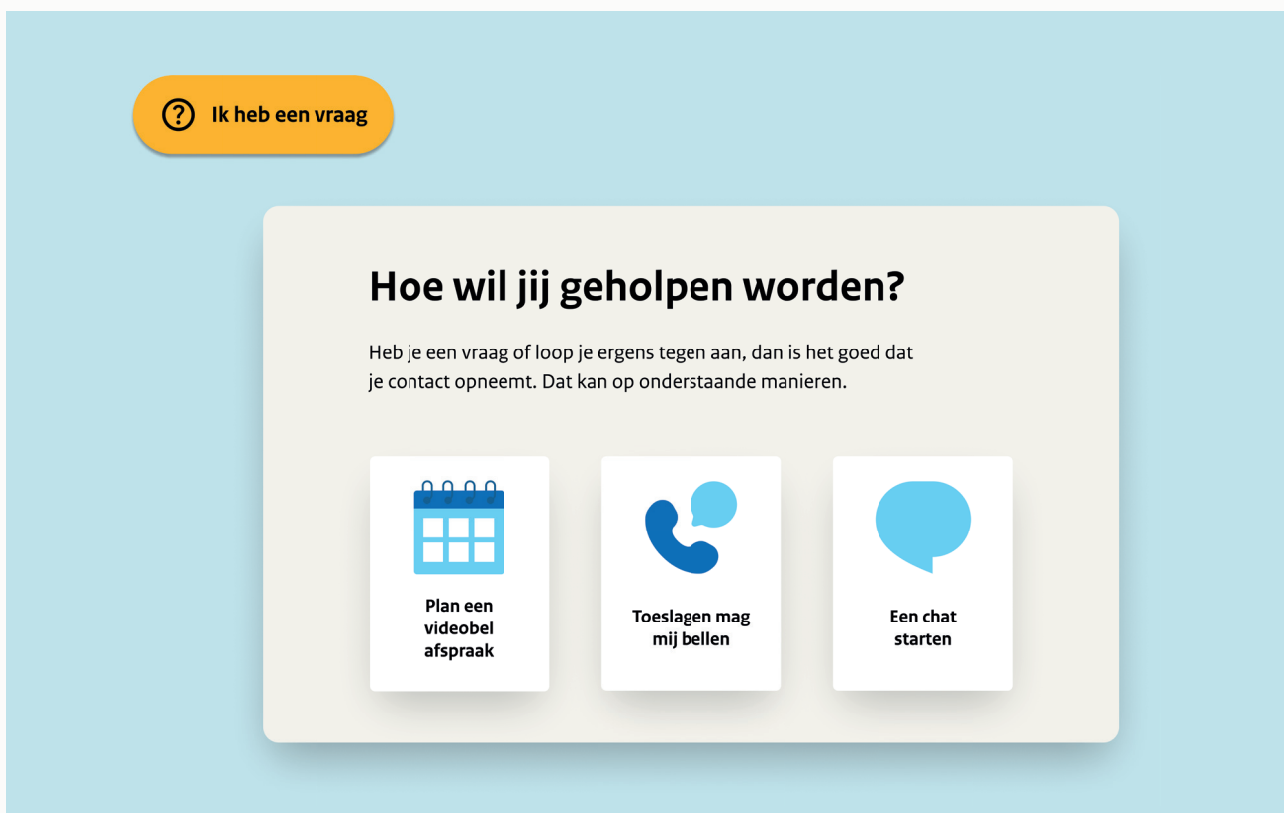 Ik heb een vraag
Hoe wil jij geholpen worden?
Heb je een vraag of loop je ergens tegen aan, dan is het goed dat
je contact opneemt. Dat kan op onderstaande manieren.
Plan een
videobel
afspraak
Toeslagen mag
mij bellen
Een chat
starten